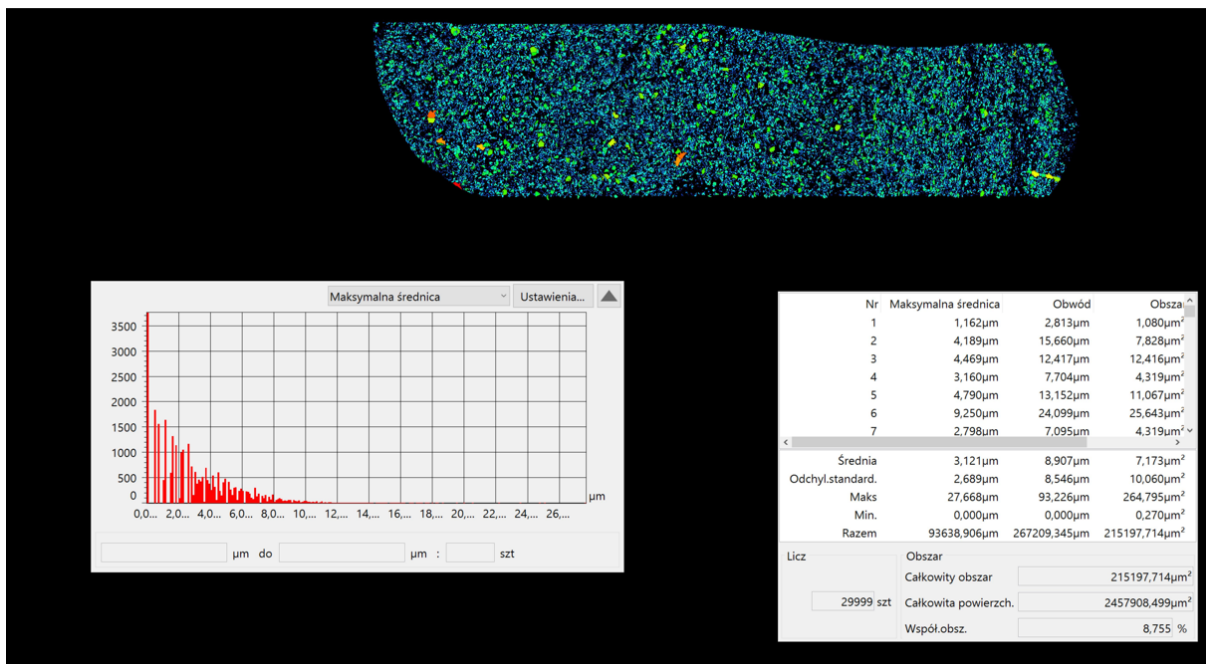 Maksymalna średnica Ustawienia...
3500
3000
2500
2000
1500
1000
500
0
µm
0,0... 2,0... 4,0... 6,0... 8,0... 10,... 12,... 14,... 16,... 18,... 20,... 22,... 24,... 26,...
µm do µm : szt
Nr Maksymalna średnica Obwód Obsza
1 1,162µm 2,813µm 1,080µm²
2 4,189µm 15,660µm 7,828µm²
3 4,469µm 12,417µm 12,416µm²
4 3,160µm 7,704µm 4,319µm²
5 4,790µm 13,152µm 11,067µm²
6 9,250µm 24,099µm 25,643µm²
7 2,798µm 7,095µm 4,319µm²
Średnia 3,121µm 8,907µm 7,173µm²
Odchyl.standard. 2,689µm 8,546µm 10,060µm²
Maks 27,668µm 93,226µm 264,795µm²
Min. 0,000µm 0,000µm 0,270µm²
Razem 93638,906µm 267209,345µm 215197,714µm²
Licz Obszar
Całkowity obszar 215197,714µm²
29999 szt Całkowita powierzch. 2457908,499µm²
Współ.obsz. 8,755 %